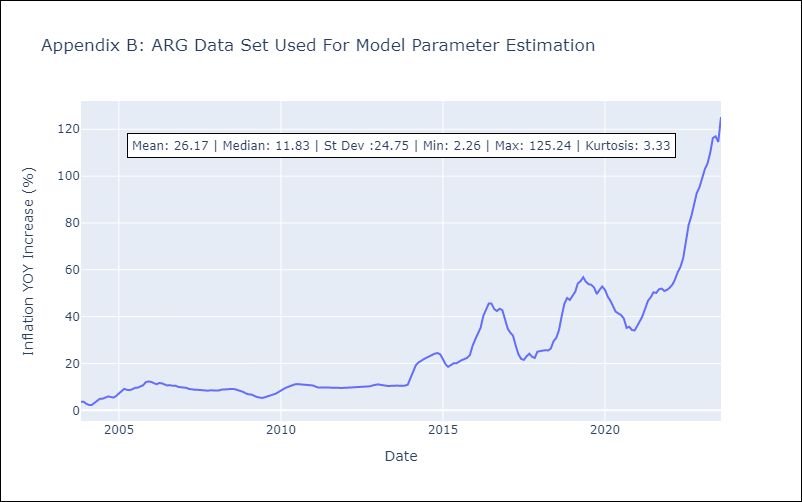 Appendix B: ARG Data Set Used For Model Parameter Estimation
Mean: 26.17 | Median: 11.83 | St Dev :24.75 | Min: 2.26 | Max: 125.24 | Kurtosis: 3.33
Inflation YOY Increase (%)
120
100
80
60
40
20
0
2005
2010
2015
2020
Date